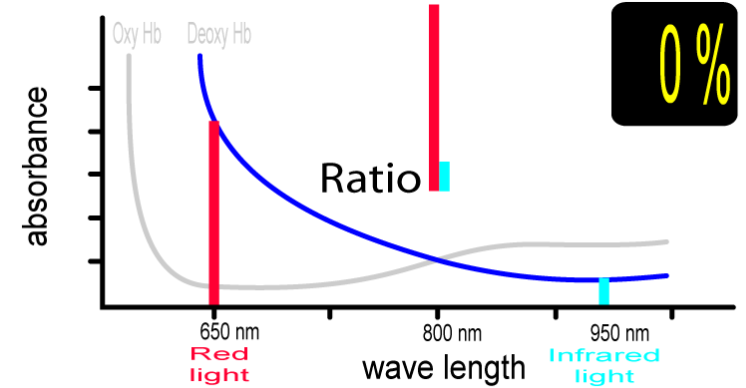 Oxy Hb Deoxy Hb
0 %
absorbance
Ratio
650 nm 800 nm 950 nm
Red light
wave length
Infrared light